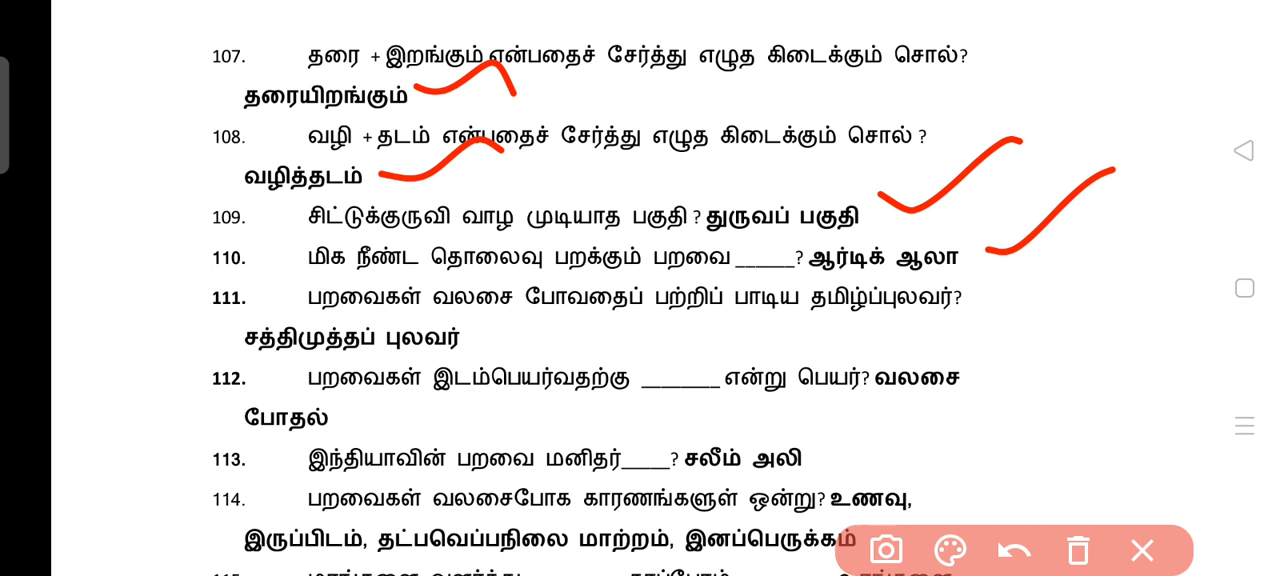 107. தரை + இறங்கும் என்பதைச் சேர்த்து எழுத கிடைக்கும் சொல்?
தரையிறங்கும்
108. வழி + தடம் என்பதைச் சேர்த்து எழுத கிடைக்கும் சொல் ?
வழித்தடம்
109. சிட்டுக்குருவி வாழ முடியாத பகுதி ? துருவப் பகுதி
110. மிக நீண்ட தொலைவு பறக்கும் பறவை ______? ஆர்டிக் ஆலா
111. பறவைகள் வலசை போவதைப் பற்றிப் பாடிய தமிழ்ப்புலவர்?
சத்திமுத்தப் புலவர்
112. பறவைகள் இடம்பெயர்வதற்கு ________ என்று பெயர்? வலசை
போதல்
113. இந்தியாவின் பறவை மனிதர்_____? சலீம் அலி
114. பறவைகள் வலசைபோக காரணங்களுள் ஒன்று? உணவு,
இருப்பிடம், தட்பவெப்பநிலை மாற்றம், இனப்பெருக்கம்